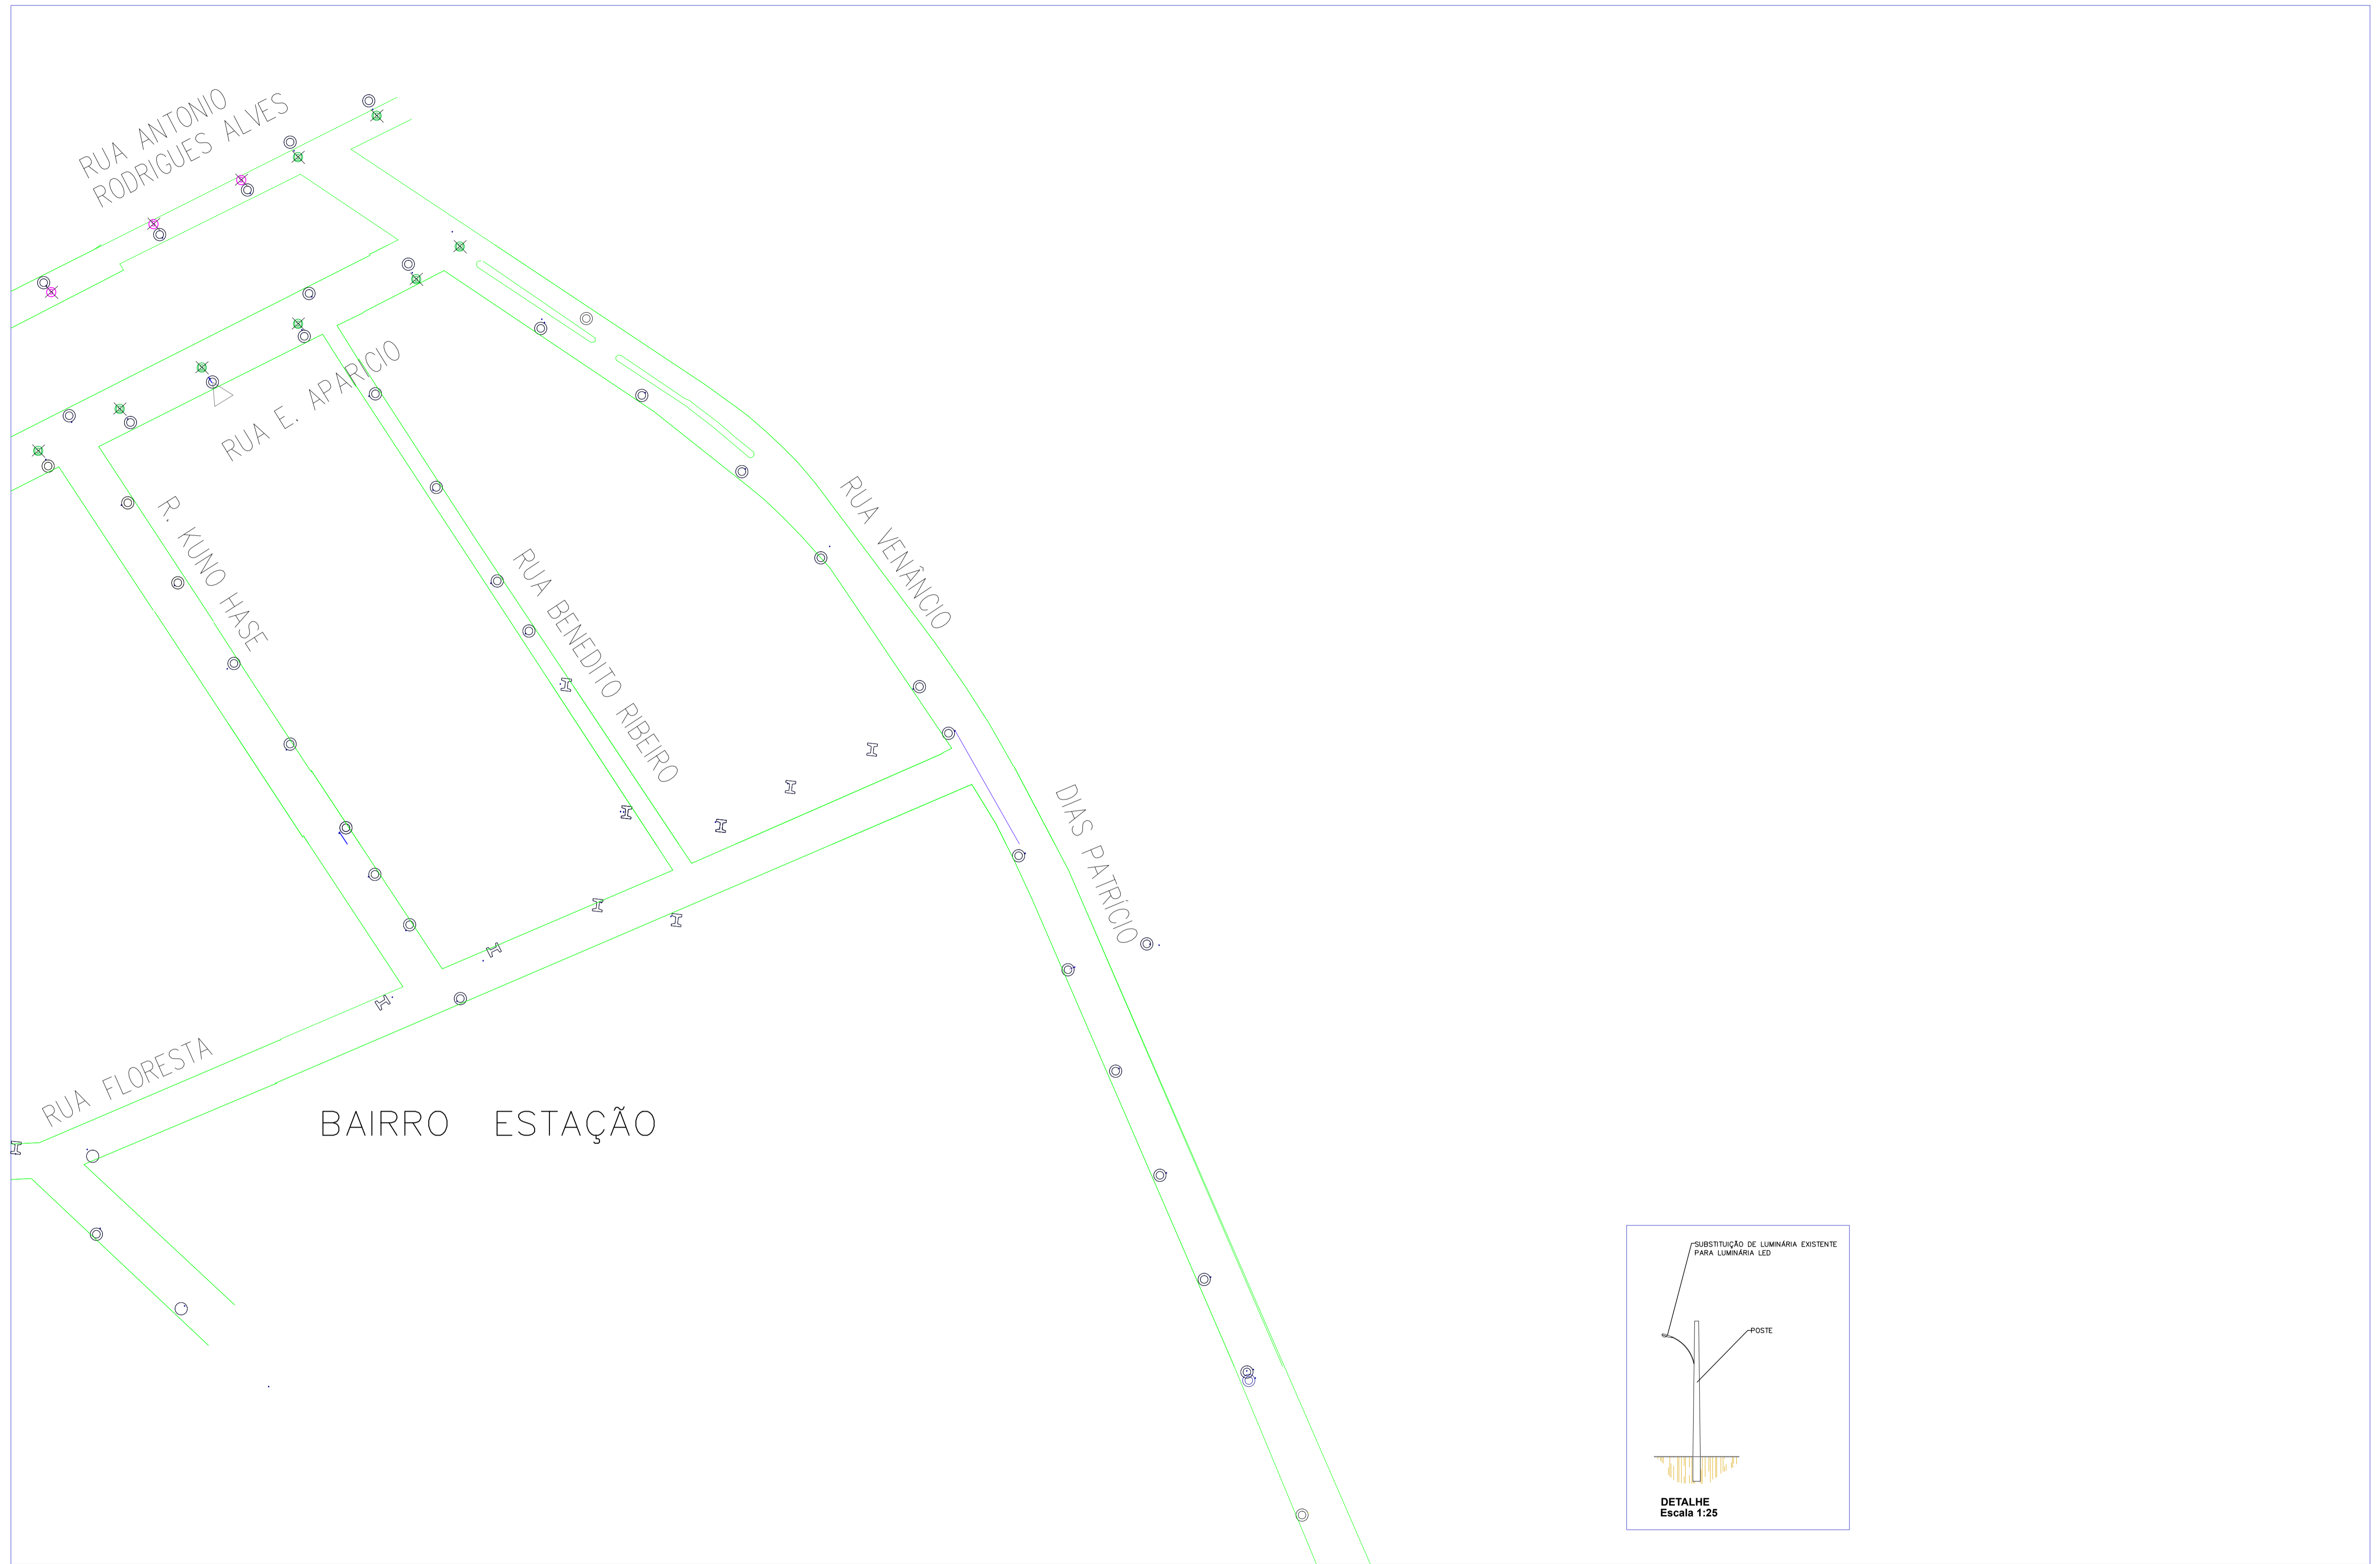 RUA ANTONIO
RODRIGUES ALVES
RUA E. APARCIO
R. KUNO HASE
RUA BENEDITO RIBEIRO
RUA VENÂNCIO
DIAS PATRÍCIO
RUA FLORESTA
BAIRRO ESTAÇÃO
SUBSTITUIÇÃO DE LUMINÁRIA EXISTENTE
PARA LUMINÁRIA LED
POSTE
DETALHE
Escala 1:25